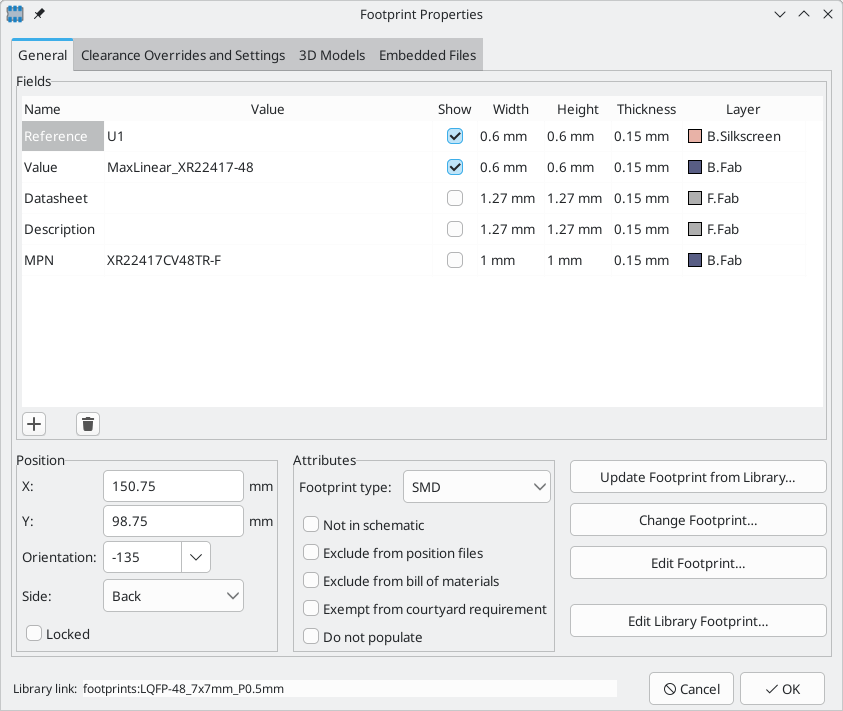 Footprint Properties
General Clearance Overrides and Settings 3D Models Embedded Files
Fields
Name Value Show Width Height Thickness Layer
Reference U1 0.6 mm 0.6 mm 0.15 mm B.Silkscreen
Value MaxLinear_XR22417-48 0.6 mm 0.6 mm 0.15 mm B.Fab
Datasheet 1.27 mm 1.27 mm 0.15 mm F.Fab
Description 1.27 mm 1.27 mm 0.15 mm F.Fab
MPN XR22417CV48TR-F 1 mm 1 mm 0.15 mm B.Fab
Position
X: 150.75 mm
Y: 98.75 mm
Orientation: -135
Side: Back
Locked
Attributes
Footprint type: SMD
Not in schematic
Exclude from position files
Exclude from bill of materials
Exempt from courtyard requirement
Do not populate
Update Footprint from Library...
Change Footprint...
Edit Footprint...
Edit Library Footprint...
Library link: footprints:LQFP-48_7x7mm_P0.5mm
Cancel OK